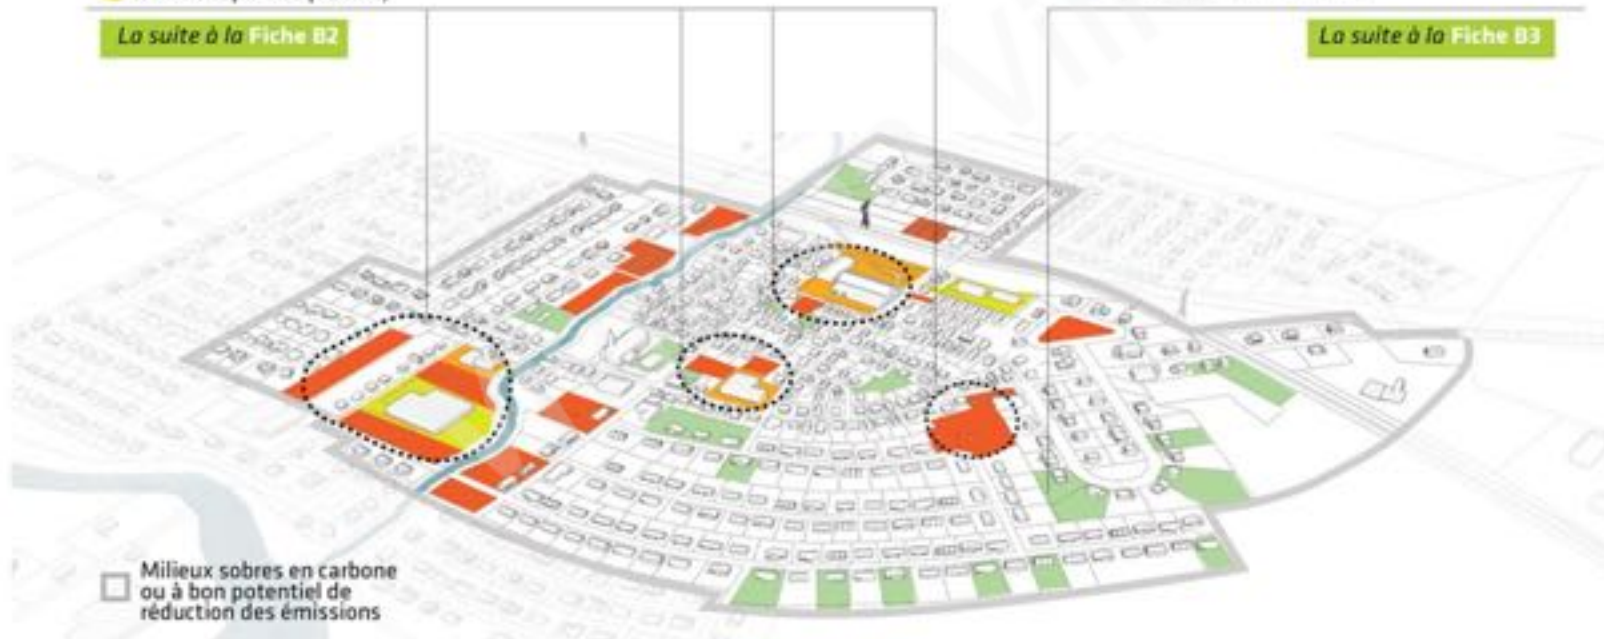 La suite à la Fiche B2
La suite à la Fiche B3
Milieux sobres en carbone
ou à bon potentiel de
réduction des émissions